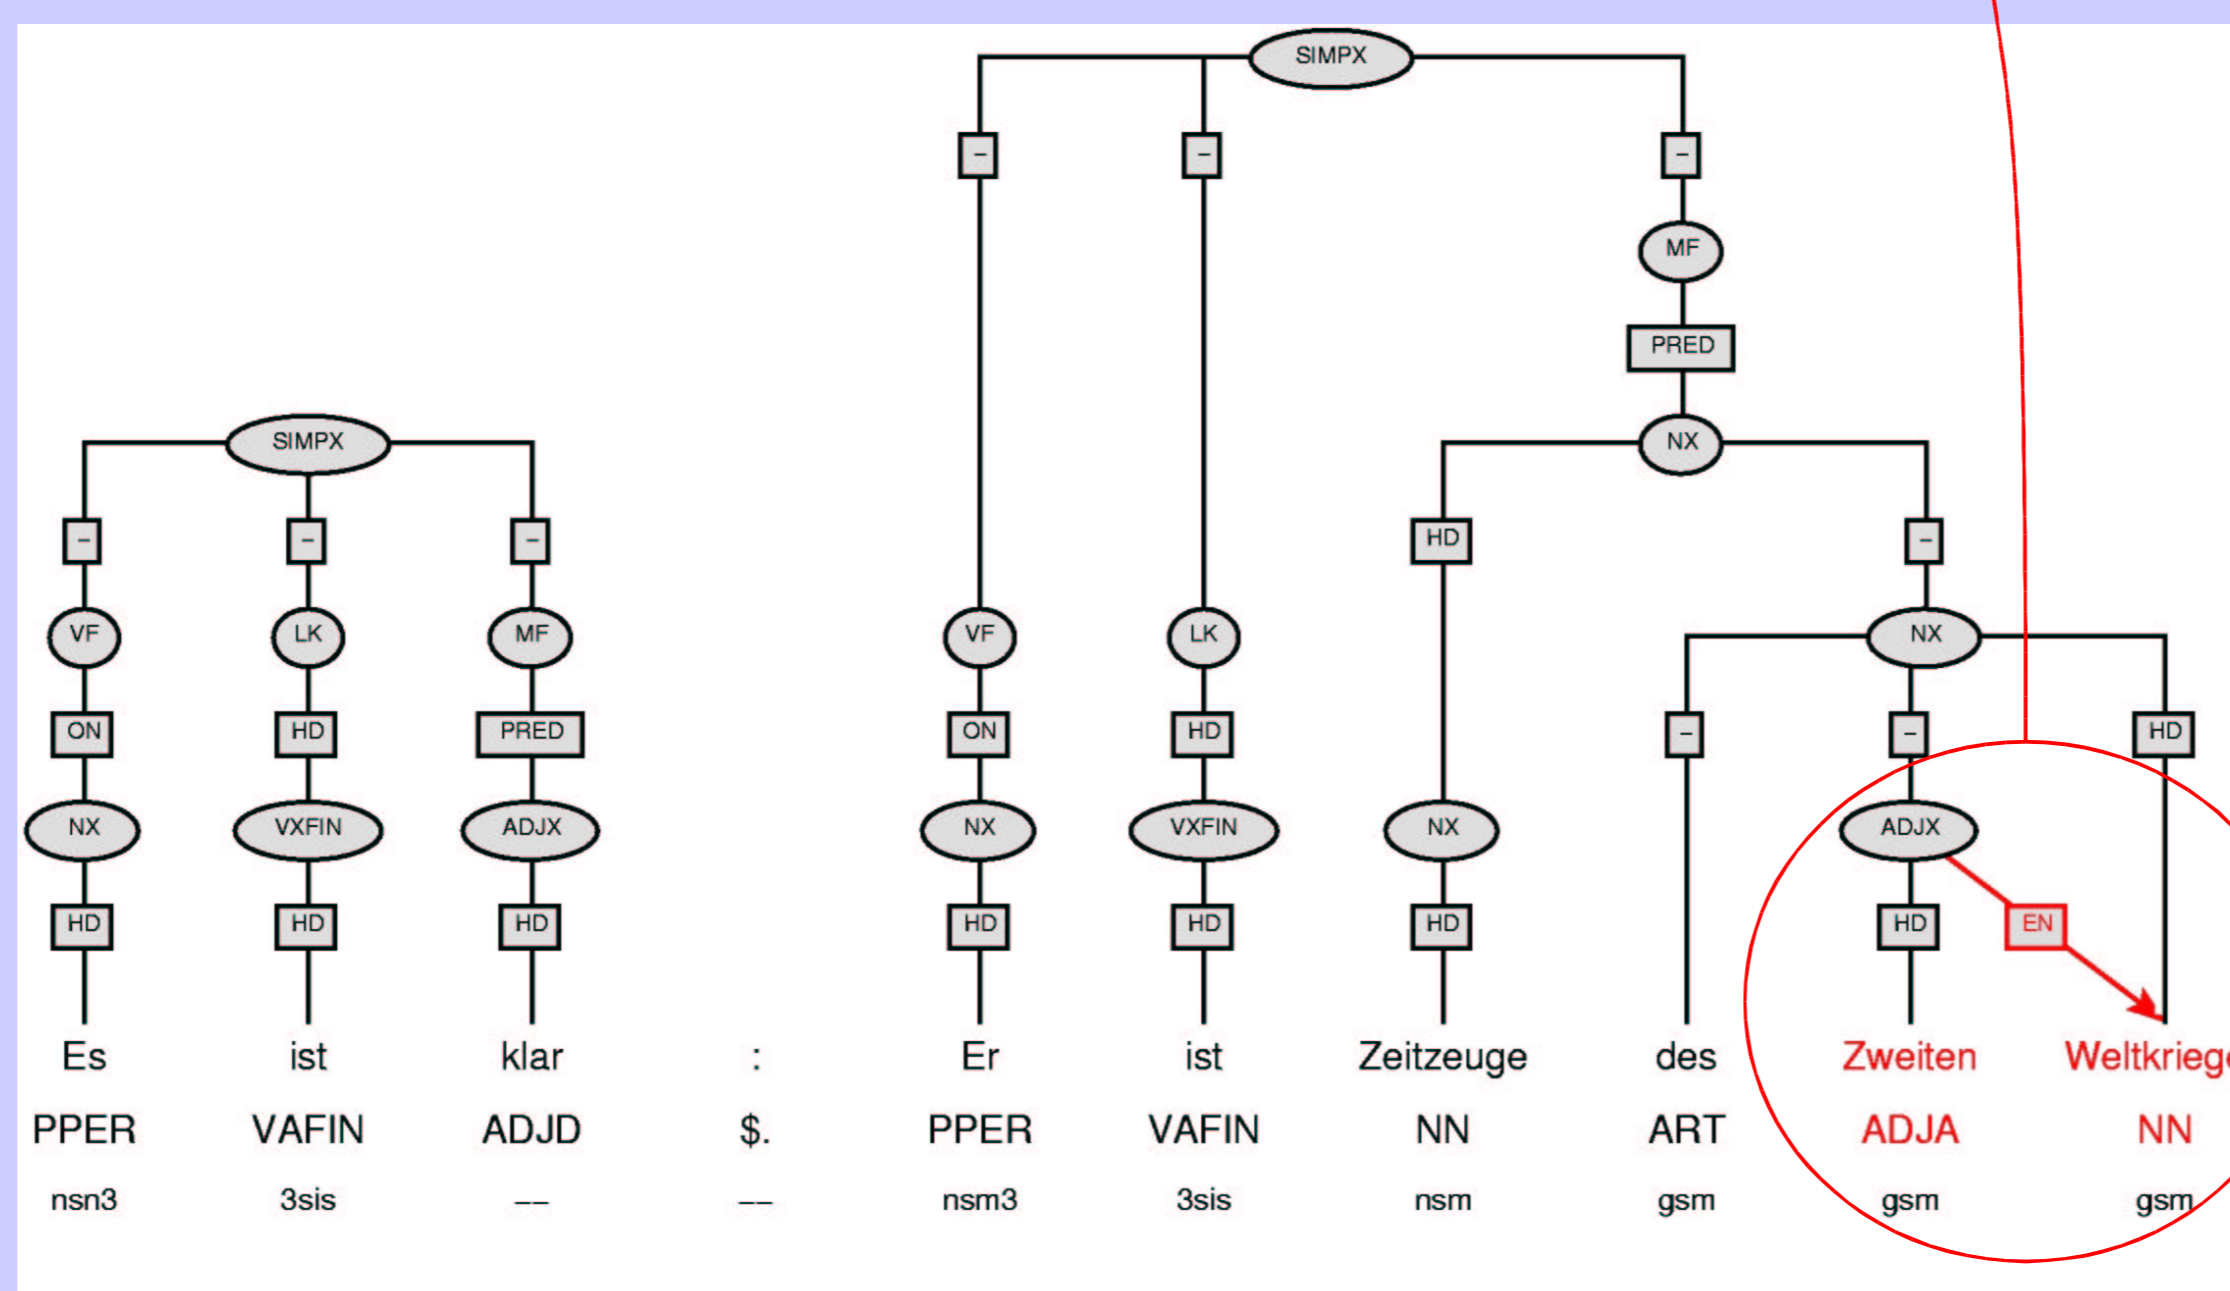 SIMPX
– – –
MF
PRED
SIMPX NX
– – – HD –
VF LK MF VF LK NX
ON HD PRED ON HD – – HD
NX VXFIN ADJX NX VXFIN NX ADJX
HD HD HD HD HD HD HD EN
Es ist klar : Er ist Zeitzeuge des Zweiten
PPER VAFIN ADJD $. PPER VAFIN NN ART ADJA NN
nsn3 3sis –– –– nsm3 3sis nsm gsm gsm gsm